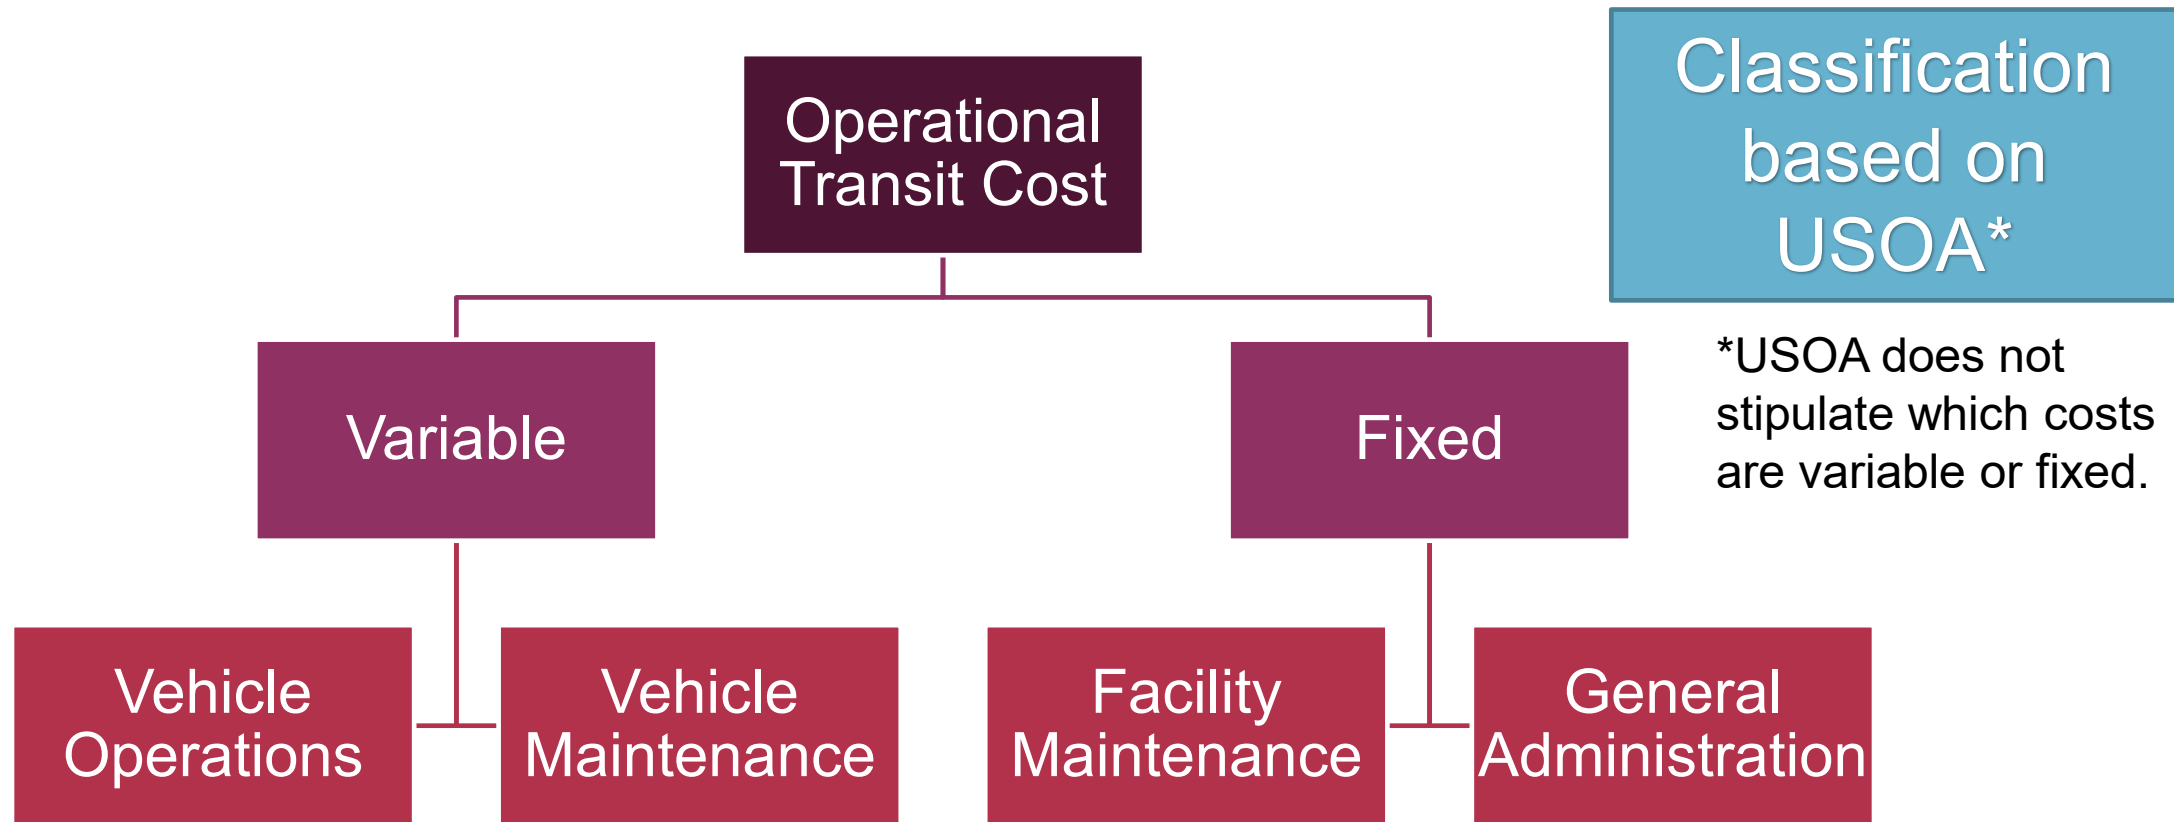 Operational
Transit Cost
Classification
based on
USOA*
*USOA does not
stipulate which costs
are variable or fixed.
Variable
Fixed
Vehicle
Operations
Vehicle
Maintenance
Facility
Maintenance
General
Administration